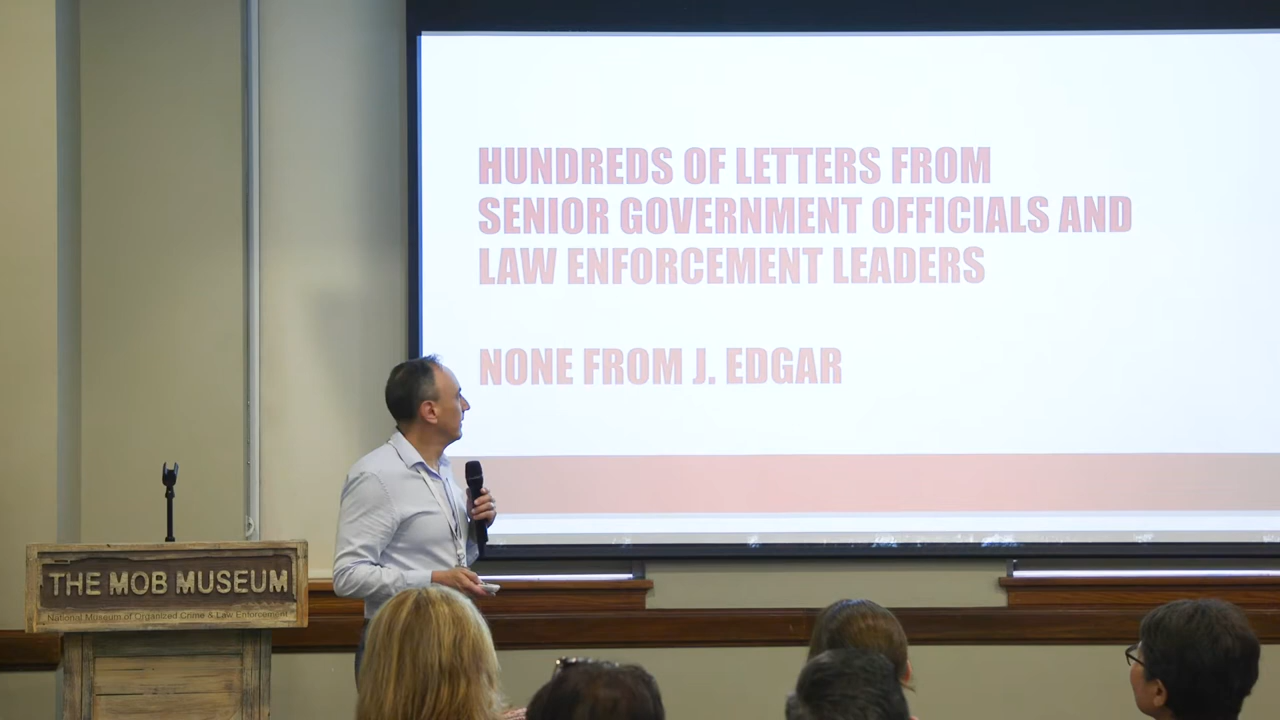 HUNDREDS OF LETTERS FROM
SENIOR GOVERNMENT OFFICIALS AND
LAW ENFORCEMENT LEADERS
NONE FROM J. EDGAR
THE MOB MUSEUM
National Museum of Organized Crime & Law Enforcement